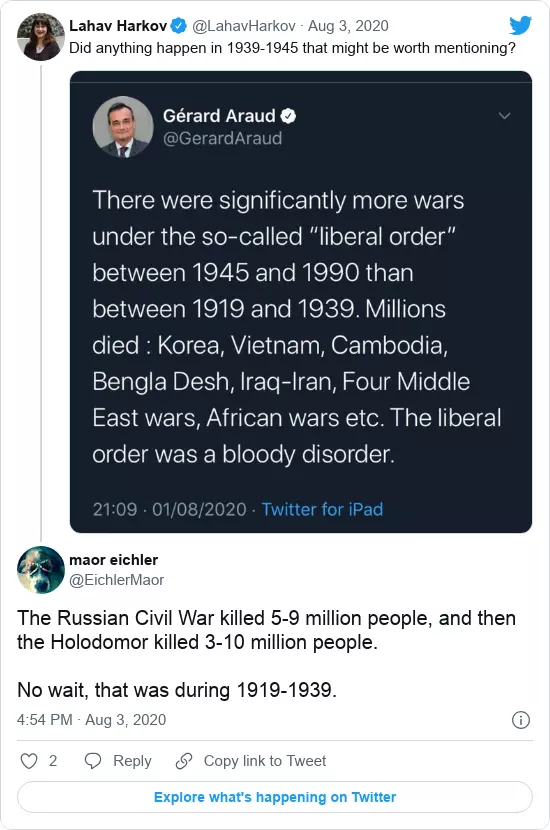 Lahav Harkov @LahavHarkov · Aug 3, 2020
Did anything happen in 1939-1945 that might be worth mentioning?
Gérard Araud
@GerardAraud
There were significantly more wars
under the so-called “liberal order”
between 1945 and 1990 than
between 1919 and 1939. Millions
died : Korea, Vietnam, Cambodia,
Bengla Desh, Iraq-Iran, Four Middle
East wars, African wars etc. The liberal
order was a bloody disorder.
21:09 · 01/08/2020 · Twitter for iPad
maor eichler
@EichlerMaor
The Russian Civil War killed 5-9 million people, and then
the Holodomor killed 3-10 million people.
No wait, that was during 1919-1939.
4:54 PM · Aug 3, 2020
2 Reply Copy link to Tweet
Explore what's happening on Twitter